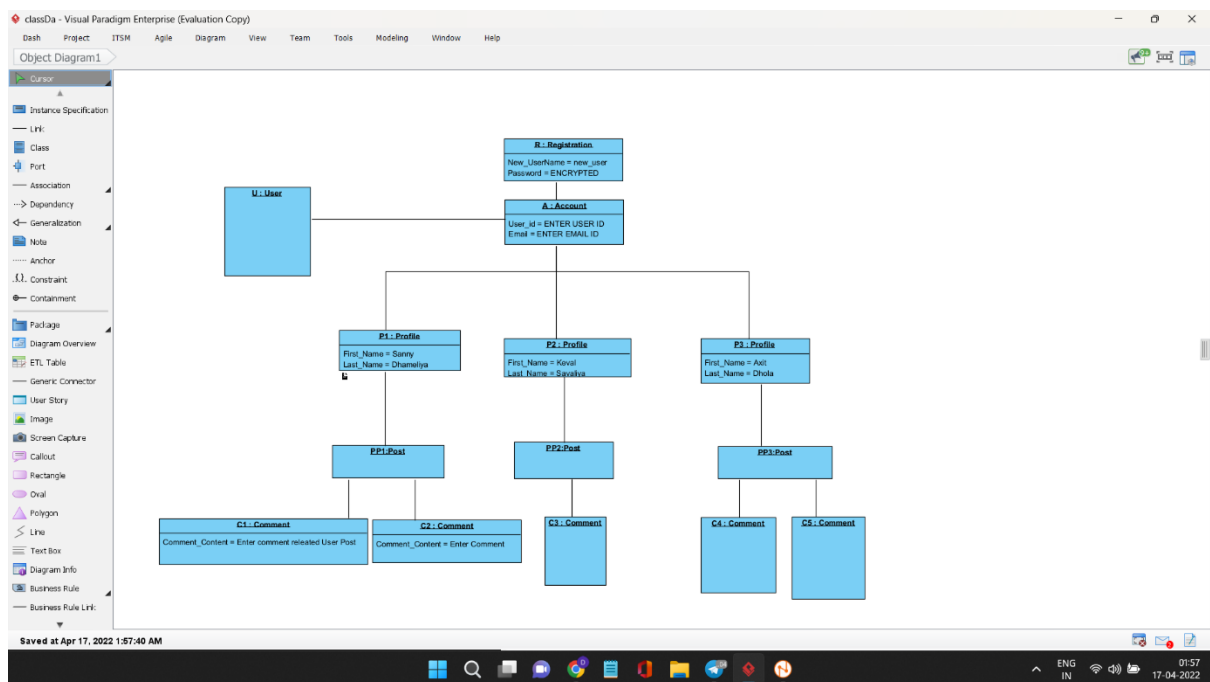 classDa - Visual Paradigm Enterprise (Evaluation Copy)
Dash Project ITSM Agile Diagram View Team Tools Modeling Window Help
Object Diagram1
Cursor
Instance Specification
Link
Class
Port
Association
Dependency
Generalization
Note
Anchor
Constraint
Containment
Package
Diagram Overview
ETL Table
Generic Connector
User Story
Image
Screen Capture
Callout
Rectangle
Oval
Polygon
Line
Text Box
Diagram Info
Business Rule
Business Rule Link
R : Registration
New_UserName = new_user
Password = ENCRYPTED
U : User
A : Account
User_id = ENTER USER ID
Email = ENTER EMAIL ID
P1 : Profile
First_Name = Sanny
Last_Name = Dhameliya
P2 : Profile
First_Name = Keval
Last_Name = Savaliya
P3 : Profile
First_Name = Axit
Last_Name = Dhola
PP1:Post
PP2:Post
PP3:Post
C1 : Comment
Comment_Content = Enter comment releated User Post
C2 : Comment
Comment_Content = Enter Comment
C3 : Comment
C4 : Comment
C5 : Comment
Saved at Apr 17, 2022 1:57:40 AM
ENG
IN
01:57
17-04-2022